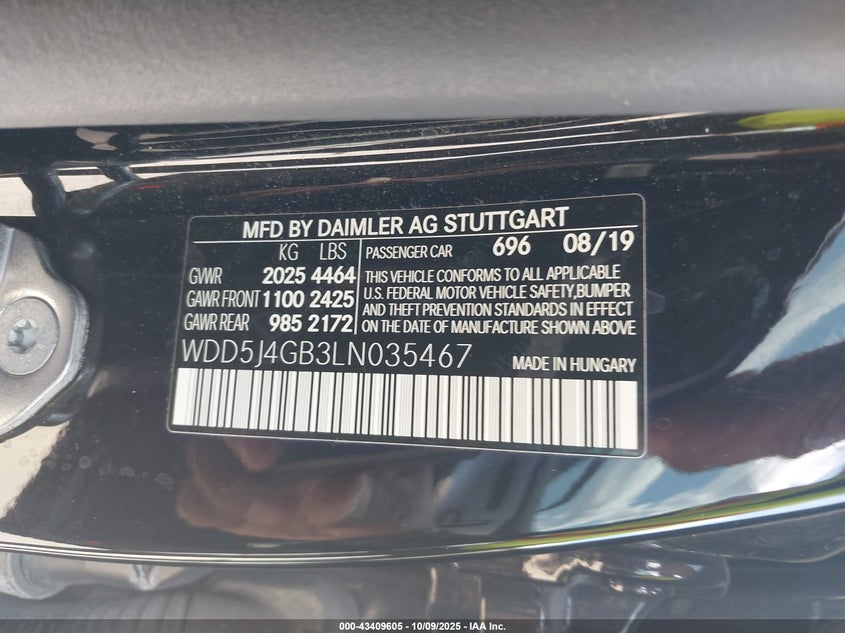 MFD BY DAIMLER AG STUTTGART
KG LBS
GVWR 2025 4464
GAWR FRONT 1100 2425
GAWR REAR 985 2172
PASSENGER CAR 696 08/19
THIS VEHICLE CONFORMS TO ALL APPLICABLE
U.S. FEDERAL MOTOR VEHICLE SAFETY,BUMPER
AND THEFT PREVENTION STANDARDS IN EFFECT
ON THE DATE OF MANUFACTURE SHOWN ABOVE
WDD5J4GB3LN035467
MADE IN HUNGARY
000-43409605 - 10/09/2025 - IAA Inc.